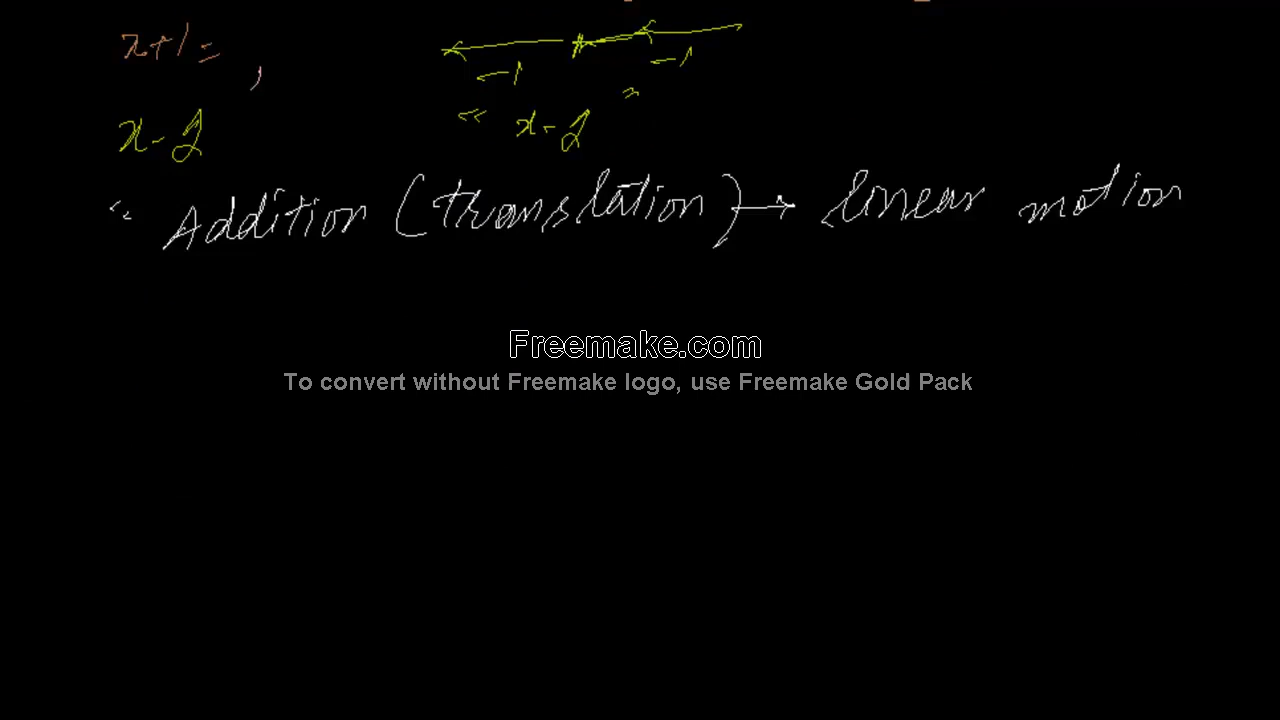 x+1=,
-1 -1
x-2 “ x-2 ”
“ Addition (translation) → linear motion
Freemake.com
To convert without Freemake logo, use Freemake Gold Pack